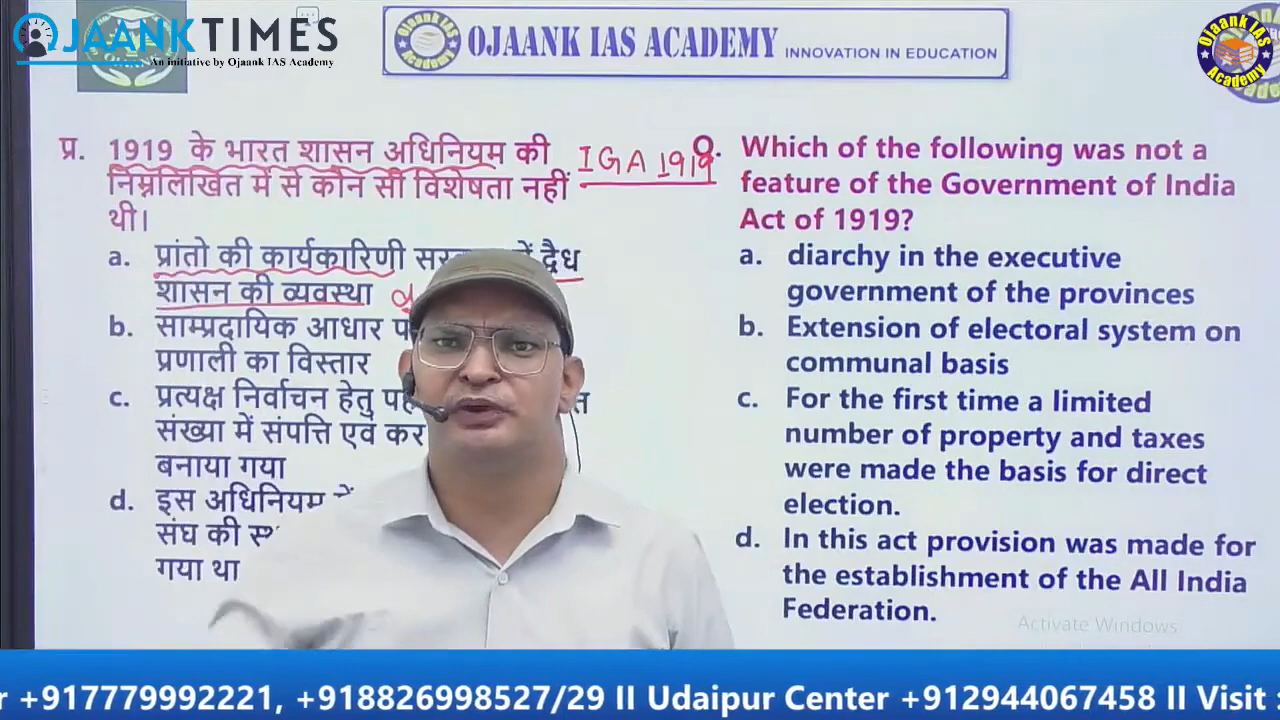 OJAANKTIMES
An initiative by Ojaank IAS Academy
OJAANK IAS ACADEMY INNOVATION IN EDUCATION
Ojaank IAS Academy
प्र. 1919 के भारत शासन अधिनियम की
निम्नलिखित में से कौन सी विशेषता नहीं
थी।
IGA 1919
a. प्रांतो की कार्यकारिणी द्वैध
शासन की व्यवस्था
b. साम्प्रदायिक आधार
प्रणाली का विस्तार
c. प्रत्यक्ष निर्वाचन हेतु
संख्या में संपत्ति एवं कर
बनाया गया
d. इस अधिनियम में
संघ की
गया था
Q. Which of the following was not a
feature of the Government of India
Act of 1919?
a. diarchy in the executive
government of the provinces
b. Extension of electoral system on
communal basis
c. For the first time a limited
number of property and taxes
were made the basis for direct
election.
d. In this act provision was made for
the establishment of the All India
Federation.
Activate Windows
r +917779992221, +918826998527/29 II Udaipur Center +912944067458 II Visit :